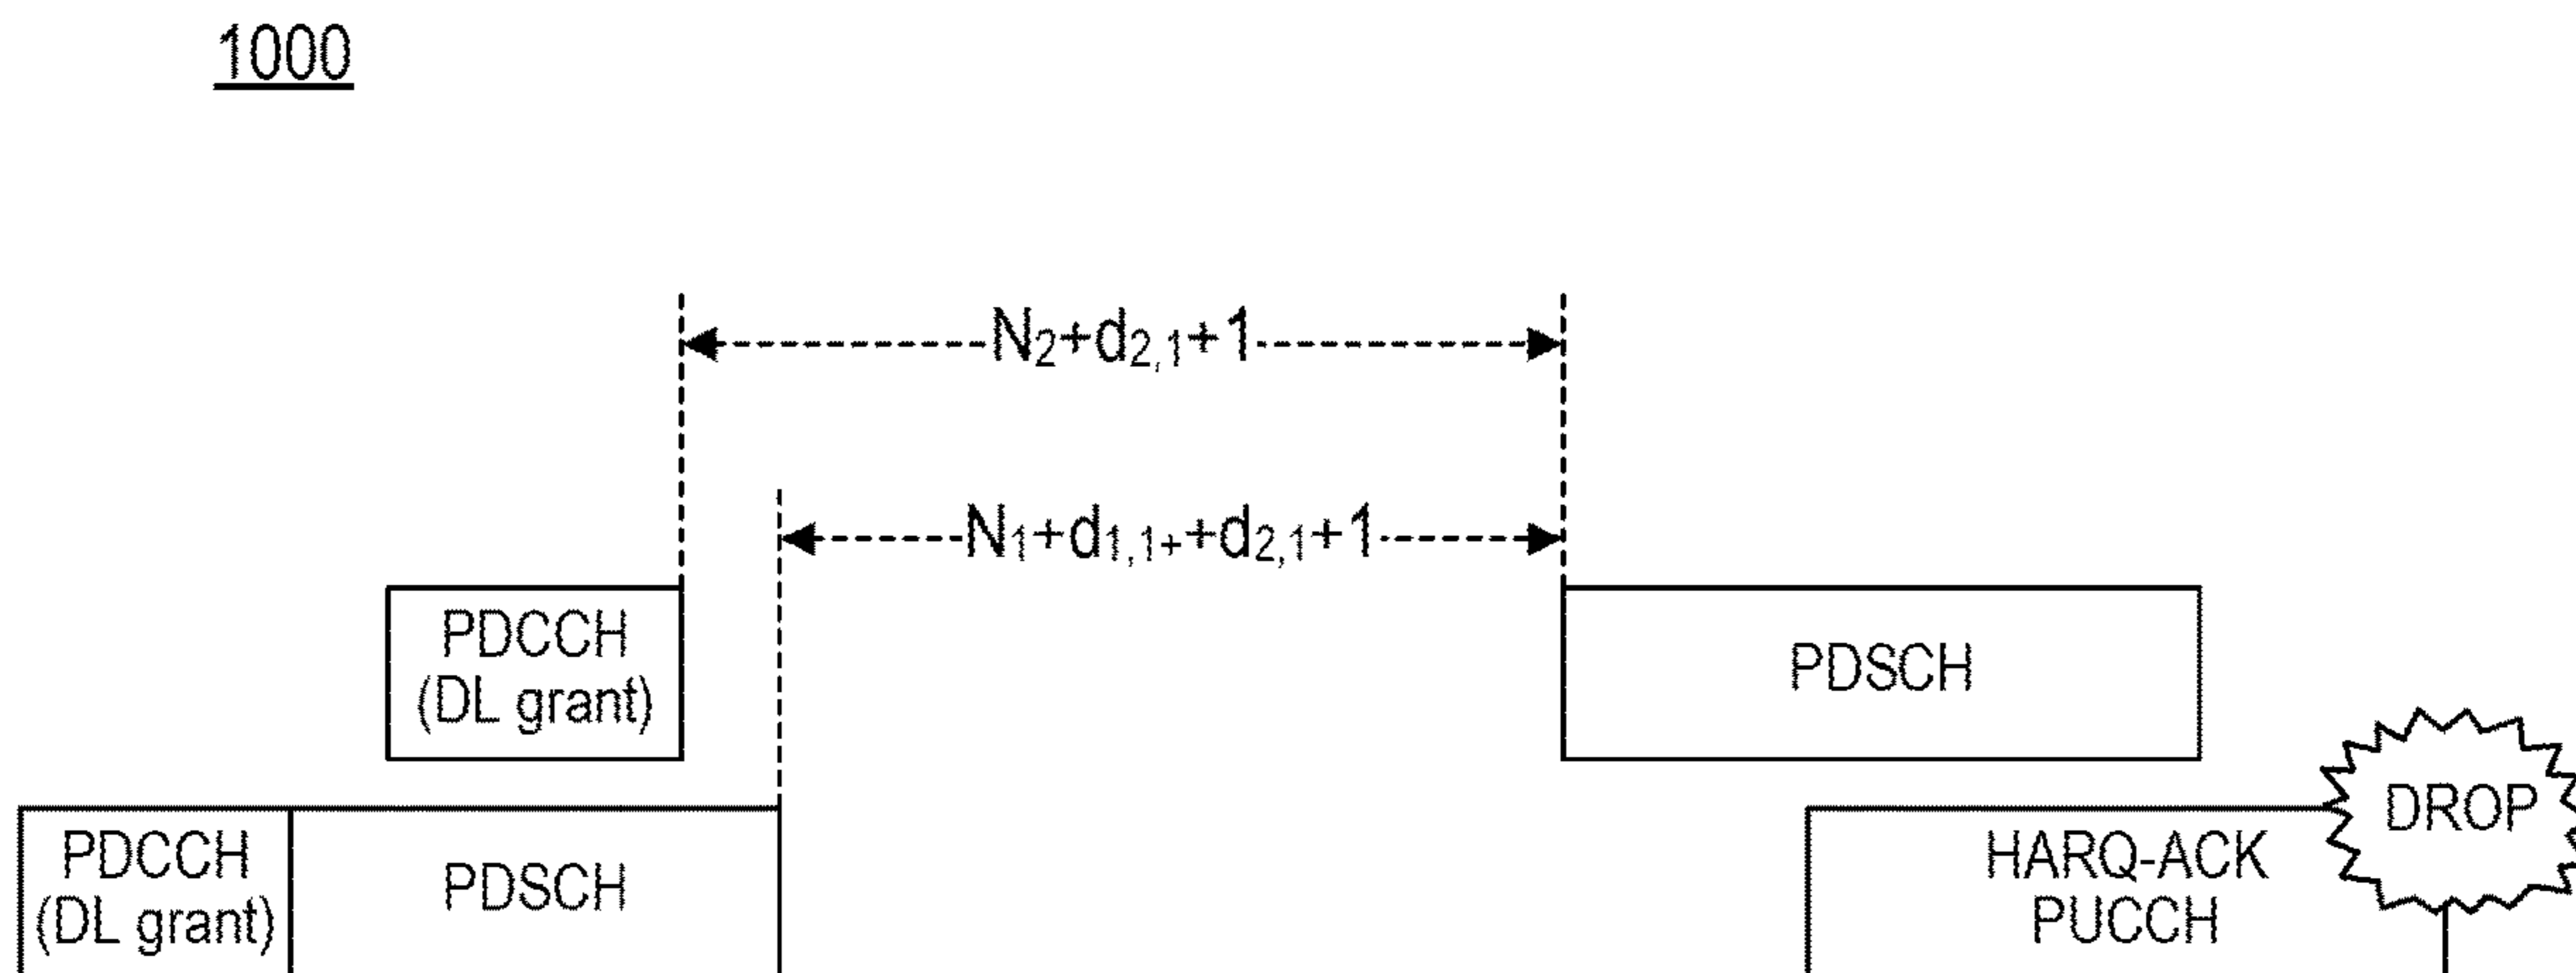 1000
N2+d2,1+1
N1+d1,1++d2,1+1
PDCCH
(DL grant)
PDSCH
DROP
PDCCH
(DL grant)
PDSCH
HARQ-ACK
PUCCH